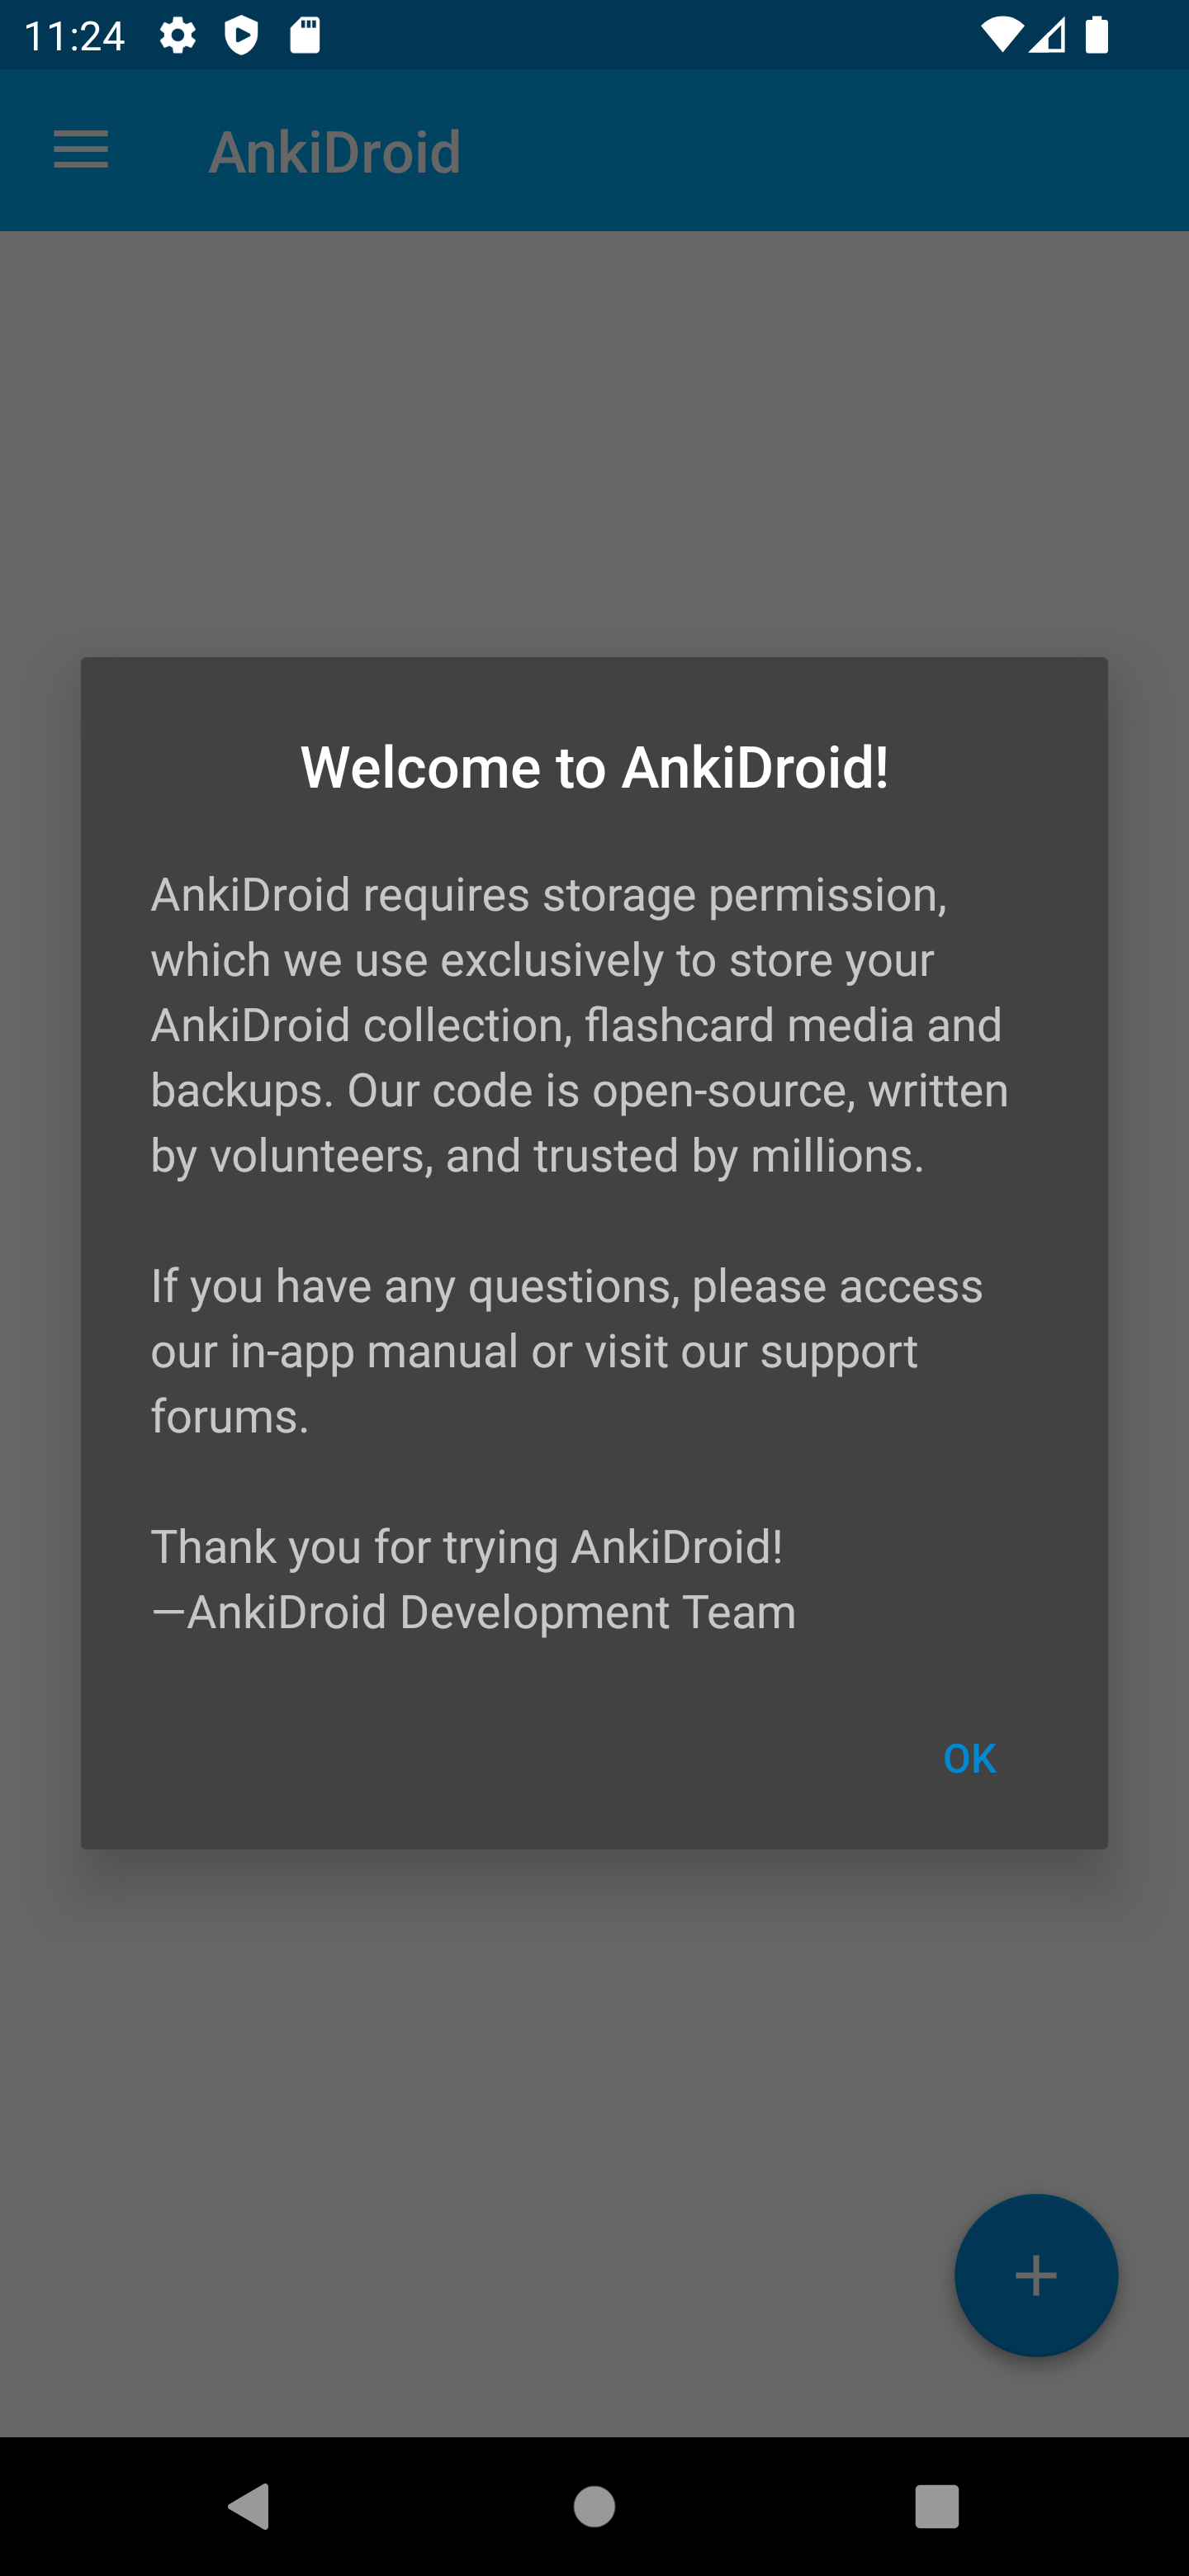 11:24
AnkiDroid
Welcome to AnkiDroid!
AnkiDroid requires storage permission,
which we use exclusively to store your
AnkiDroid collection, flashcard media and
backups. Our code is open-source, written
by volunteers, and trusted by millions.
If you have any questions, please access
our in-app manual or visit our support
forums.
Thank you for trying AnkiDroid!
—AnkiDroid Development Team
OK